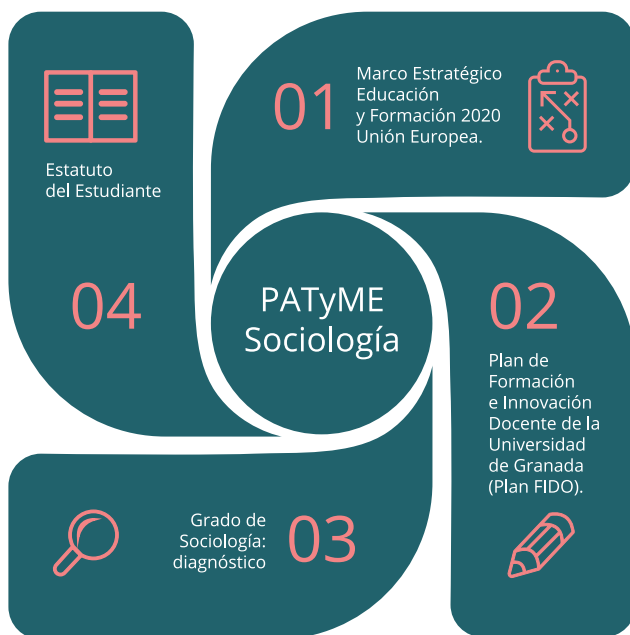 PATyME
Sociología
01
Marco Estratégico
Educación
y Formación 2020
Unión Europea.
02
Plan de
Formación
e Innovación
Docente de la
Universidad
de Granada
(Plan FIDO).
03
Grado de
Sociología:
diagnóstico
04
Estatuto
del Estudiante